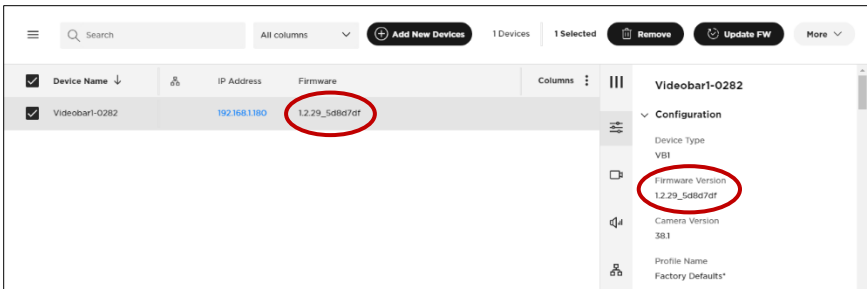 Search
All columns
Add New Devices
1 Devices
1 Selected
Remove
Update FW
More
Device Name
IP Address
Firmware
Columns
Videobar1-0282
192.168.1.180
1.2.29_5d8d7df
Videobar1-0282
Configuration
Device Type
VB1
Firmware Version
1.2.29_5d8d7df
Camera Version
38.1
Profile Name
Factory Defaults*